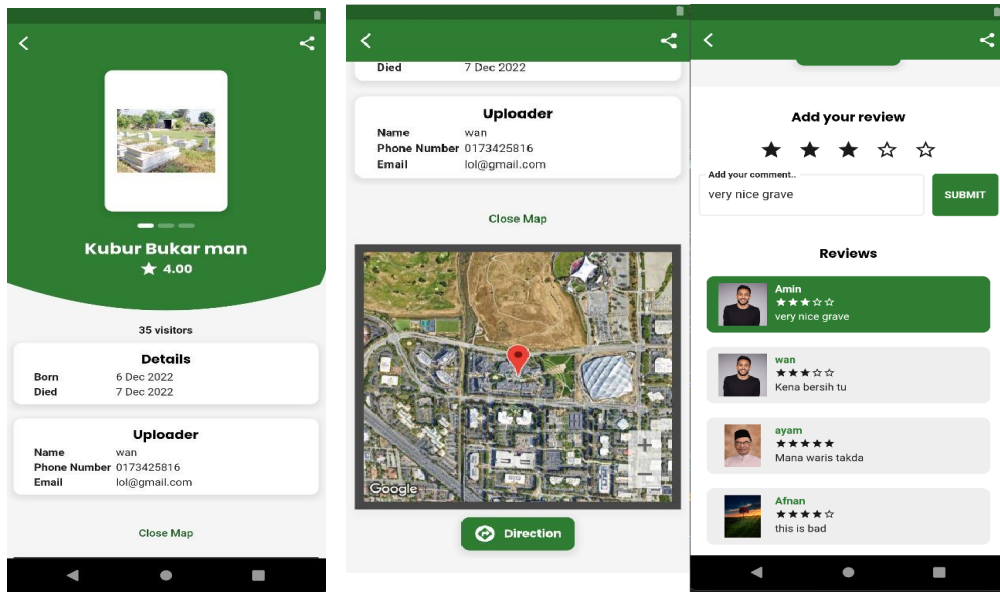 Kubur Bukar man
4.00
35 visitors
Details
Born 6 Dec 2022
Died 7 Dec 2022
Uploader
Name wan
Phone Number 0173425816
Email lol@gmail.com
Close Map
Died 7 Dec 2022
Uploader
Name wan
Phone Number 0173425816
Email lol@gmail.com
Close Map
Google
Direction
Add your review
Add your comment..
very nice grave
SUBMIT
Reviews
Amin
very nice grave
wan
Kena bersih tu
ayam
Mana waris takda
Afnan
this is bad